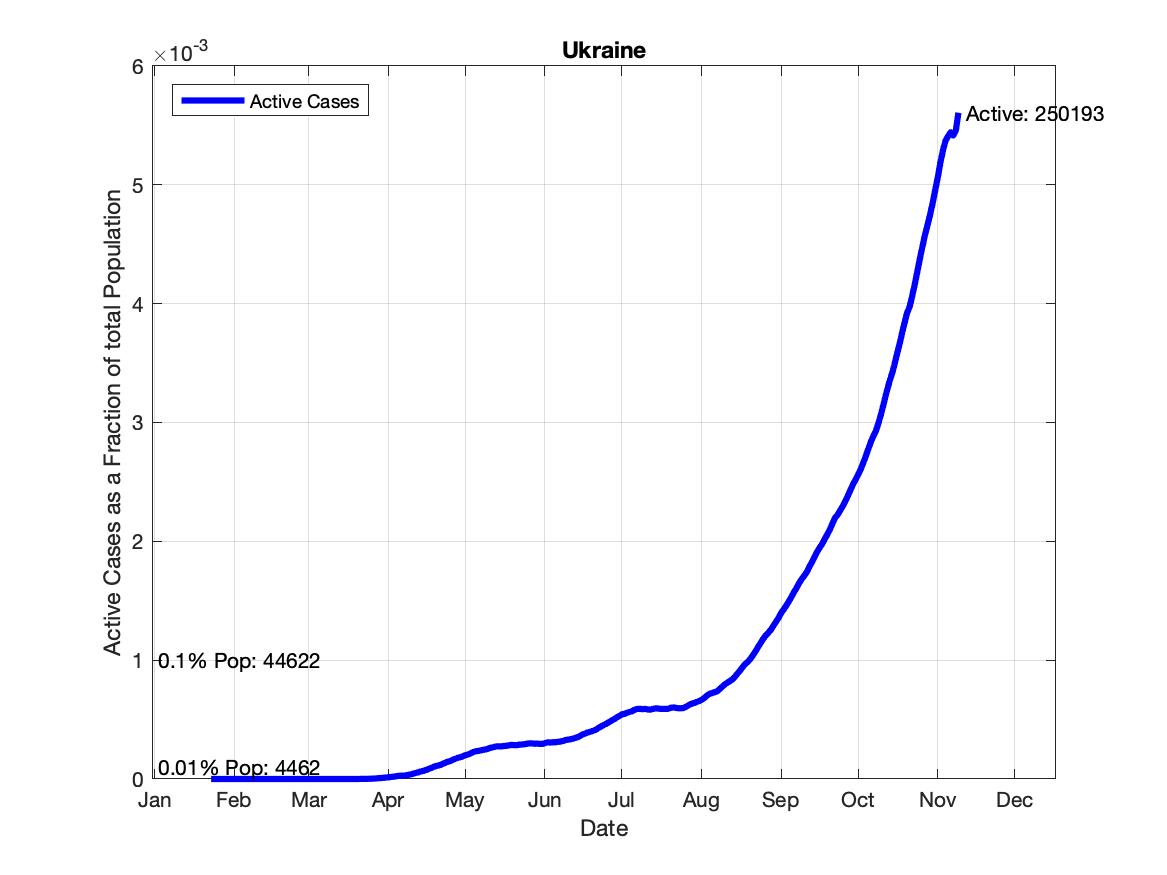 Ukraine
×10-3
Active Cases
Active: 250193
6
5
4
3
2
1
0
0.1% Pop: 44622
0.01% Pop: 4462
Active Cases as a Fraction of total Population
Jan Feb Mar Apr May Jun Jul Aug Sep Oct Nov Dec
Date